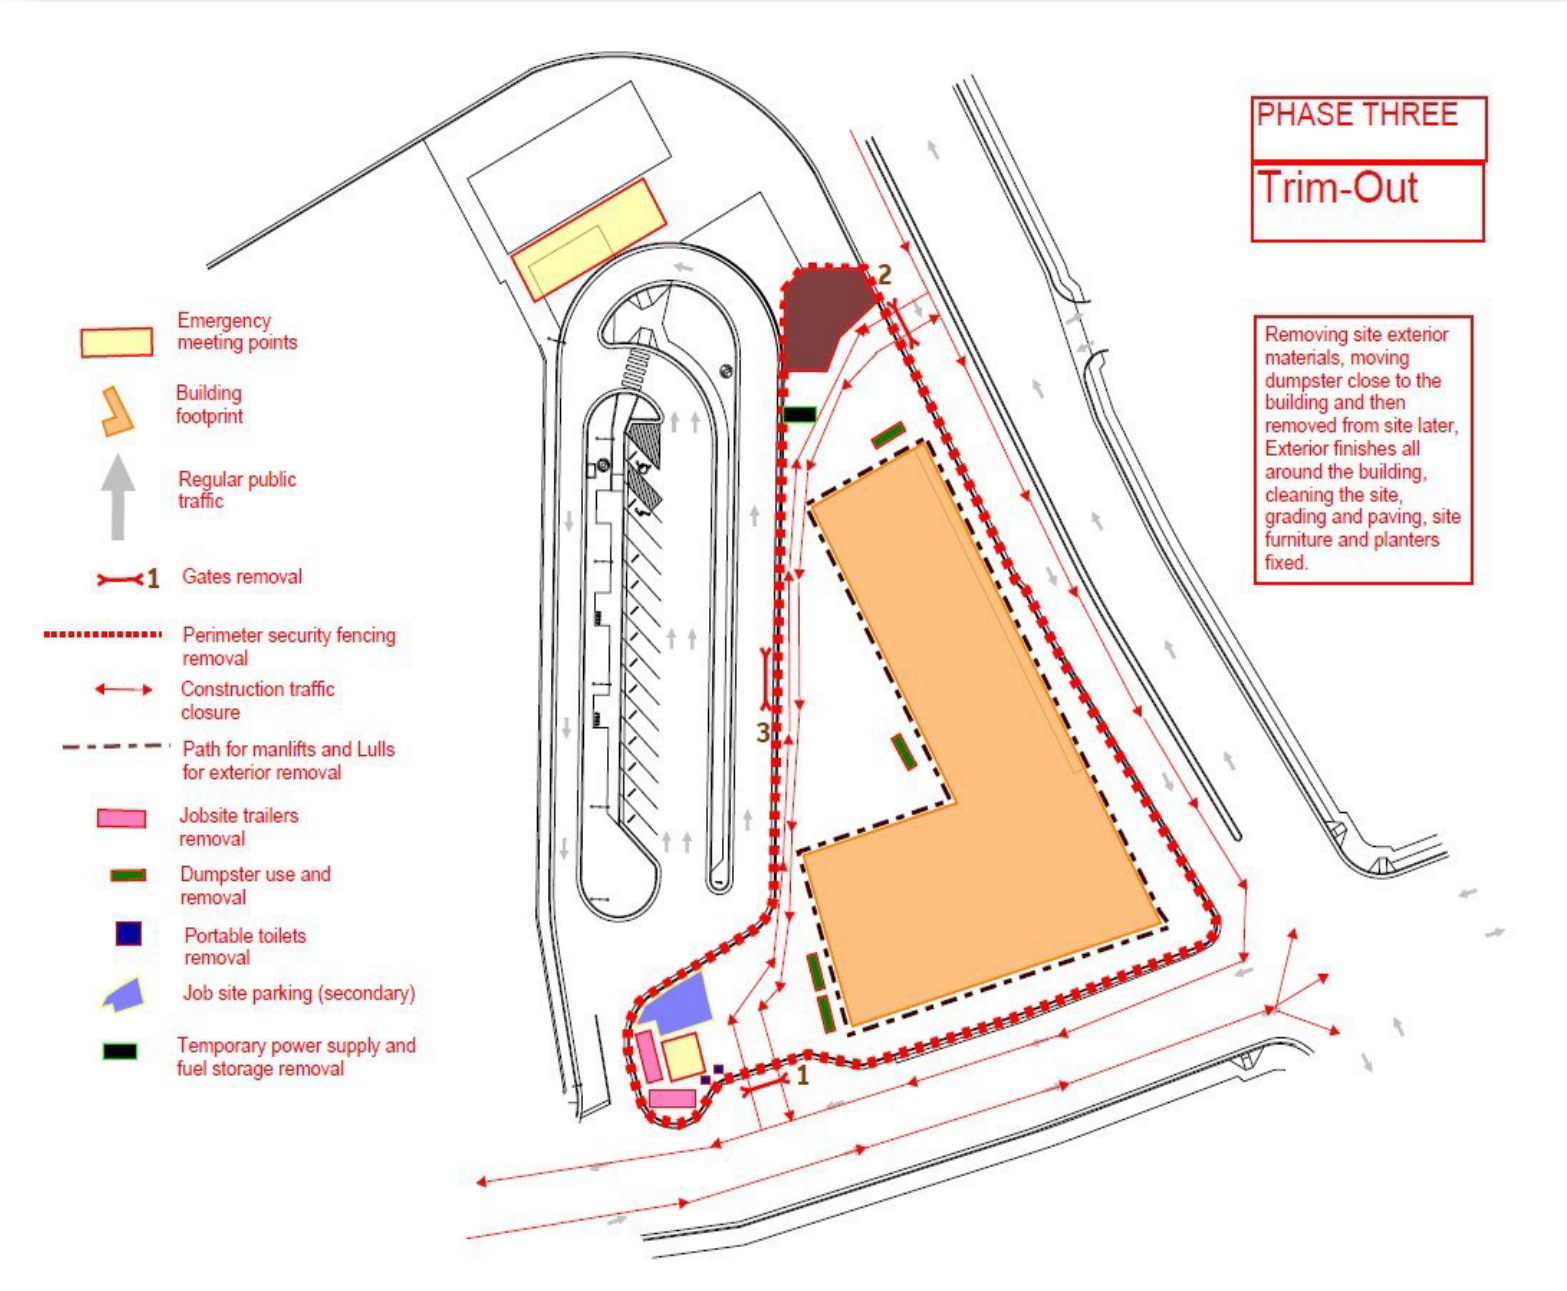 PHASE THREE
Trim-Out
Removing site exterior
materials, moving
dumpster close to the
building and then
removed from site later,
Exterior finishes all
around the building,
cleaning the site,
grading and paving, site
furniture and planters
fixed.
Emergency
meeting points
Building
footprint
Regular public
traffic
1 Gates removal
Perimeter security fencing
removal
Construction traffic
closure
Path for manlifts and Lulls
for exterior removal
Jobsite trailers
removal
Dumpster use and
removal
Portable toilets
removal
Job site parking (secondary)
Temporary power supply and
fuel storage removal
2
3
1